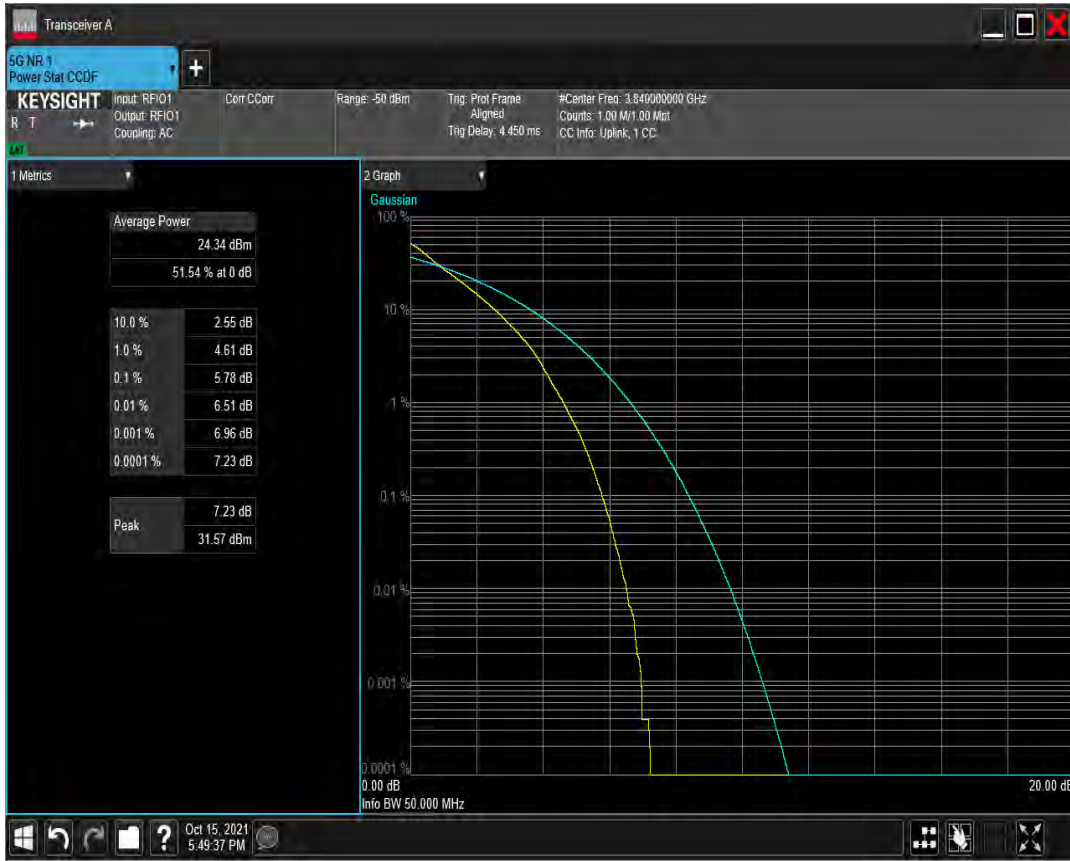 Transceiver A
5G NR 1
Power Stat CCDF
+
KEYSIGHT
R T
LXI
Input: RFIO1
Output: RFIO1
Coupling: AC
Corr CCorr
Range: -50 dBm
Trig: Prot Frame
Aligned
Trig Delay: 4.450 ms
#Center Freq: 3.840000000 GHz
Counts: 1.00 M/1.00 Mpt
CC Info: Uplink, 1 CC
1 Metrics
Average Power
24.34 dBm
51.54 % at 0 dB
10.0 % 2.55 dB
1.0 % 4.61 dB
0.1 % 5.78 dB
0.01 % 6.51 dB
0.001 % 6.96 dB
0.0001 % 7.23 dB
Peak 7.23 dB
31.57 dBm
2 Graph
Gaussian
100 %
10 %
1 %
0.1 %
0.01 %
0.001 %
0.0001 %
0.00 dB
20.00 dB
Info BW 50.000 MHz
?
Oct 15, 2021
5:49:37 PM